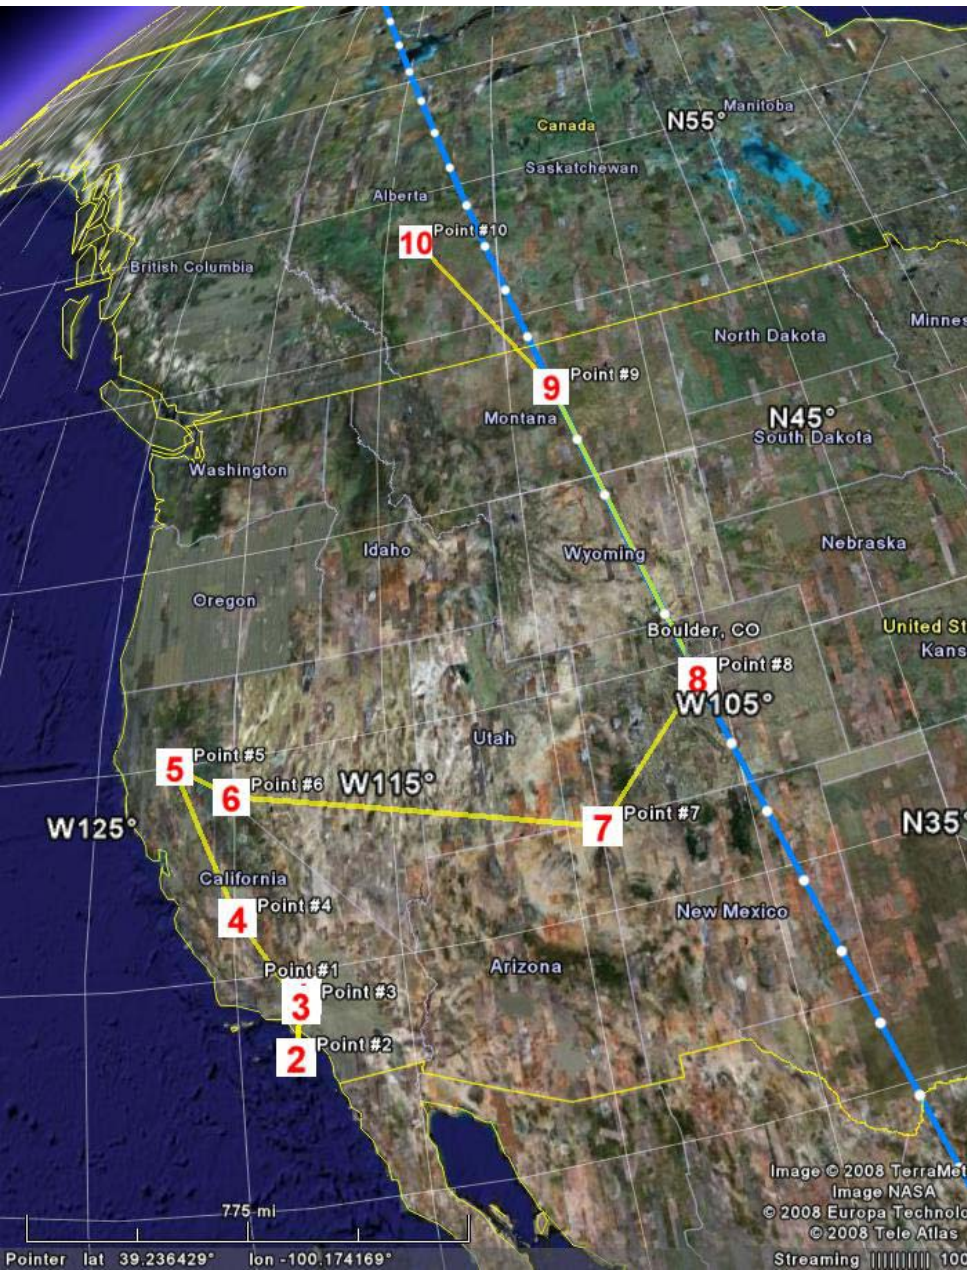 Manitoba
N55°
Canada
Saskatchewan
Alberta
10 Point #10
British Columbia
North Dakota
Minnes
9 Point #9
Montana
N45°
South Dakota
Washington
Idaho
Wyoming
Nebraska
Oregon
Boulder, CO
United St
Kans
8 Point #8
W105°
Utah
5 Point #5
6 Point #6
W115°
7 Point #7
W125°
N35°
California
4 Point #4
New Mexico
Arizona
Point #1
3 Point #3
2 Point #2
Image © 2008 TerraMet
Image NASA
775 mi
© 2008 Europa Technolo
© 2008 Tele Atlas
Pointer lat 39.236429° lon -100.174169°
Streaming ||||||||| 100